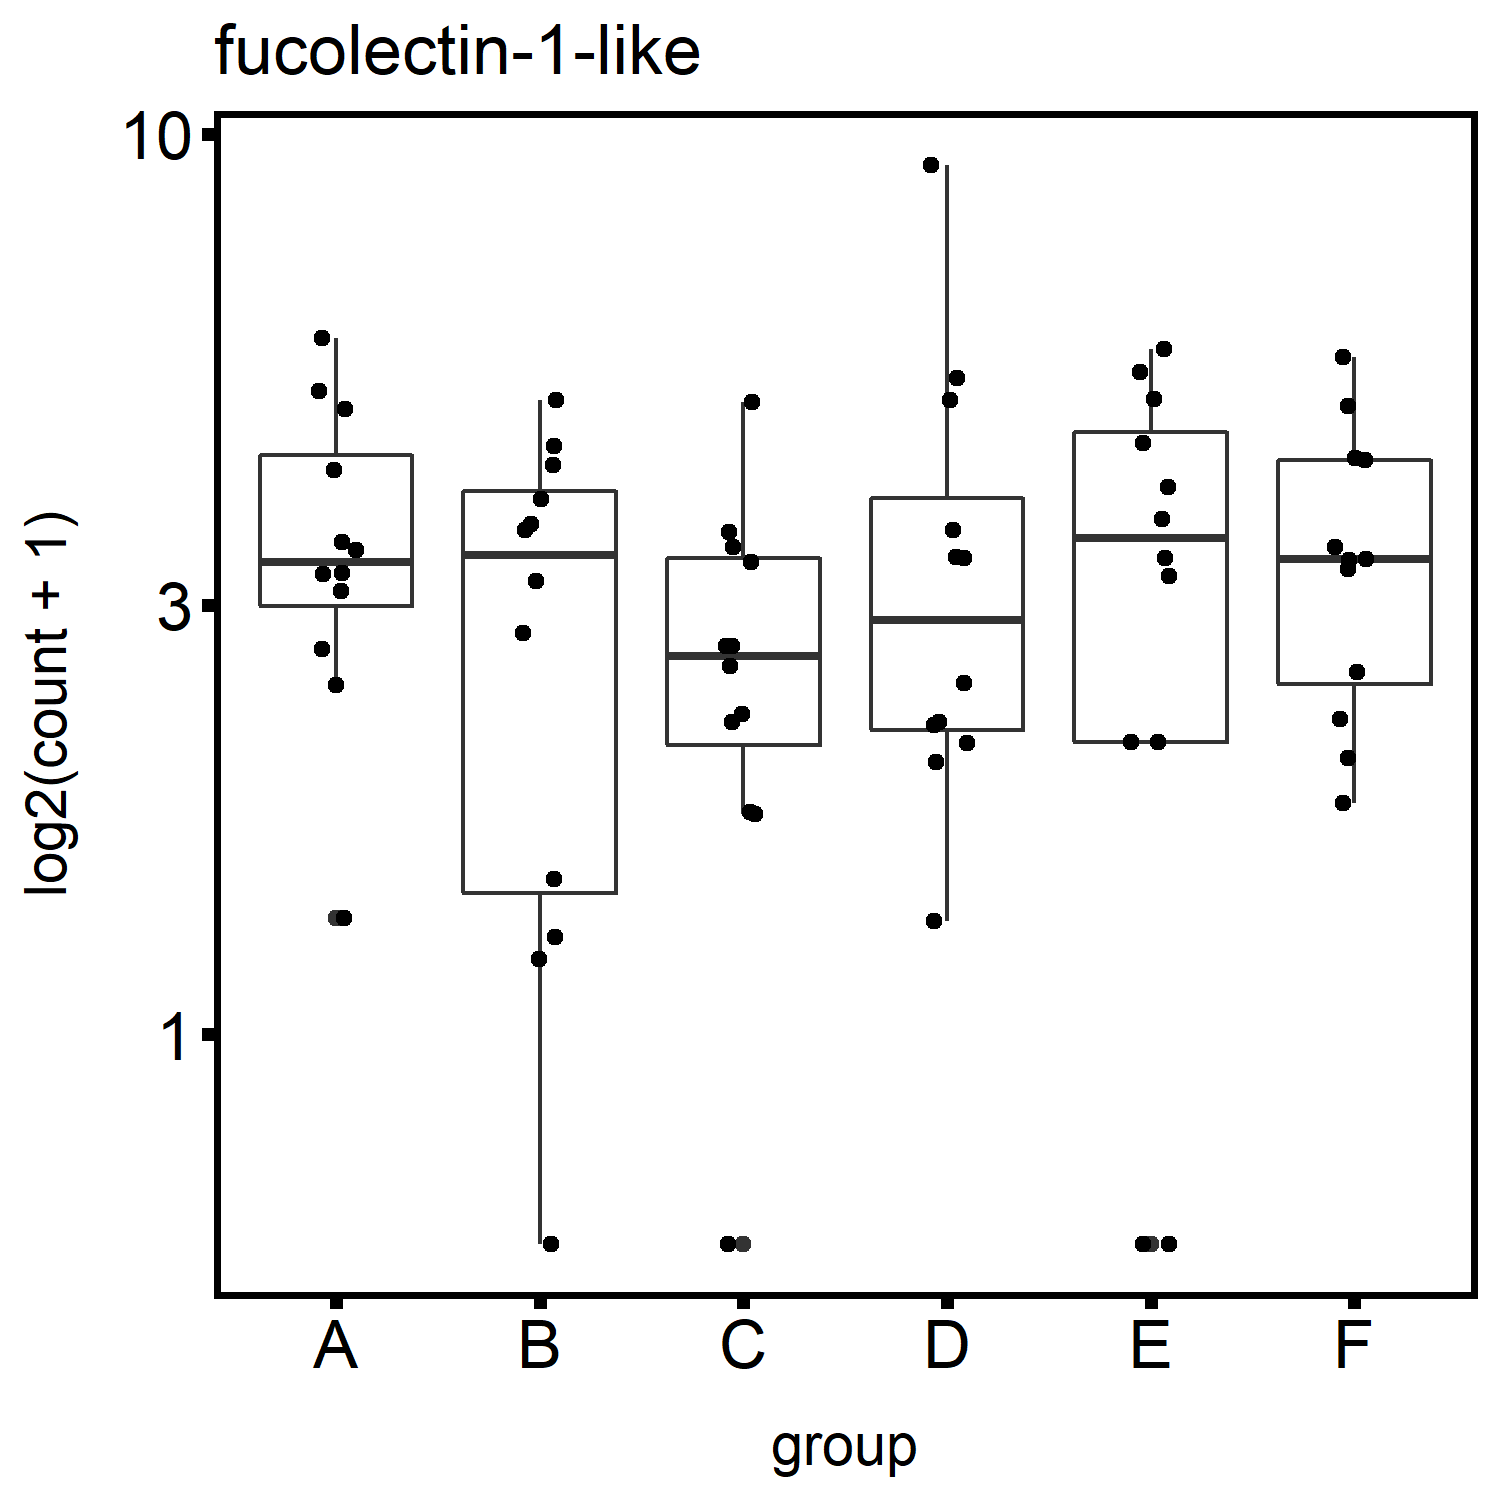 fucolectin-1-like
10
3
1
log2(count + 1)
A B C D E F
group